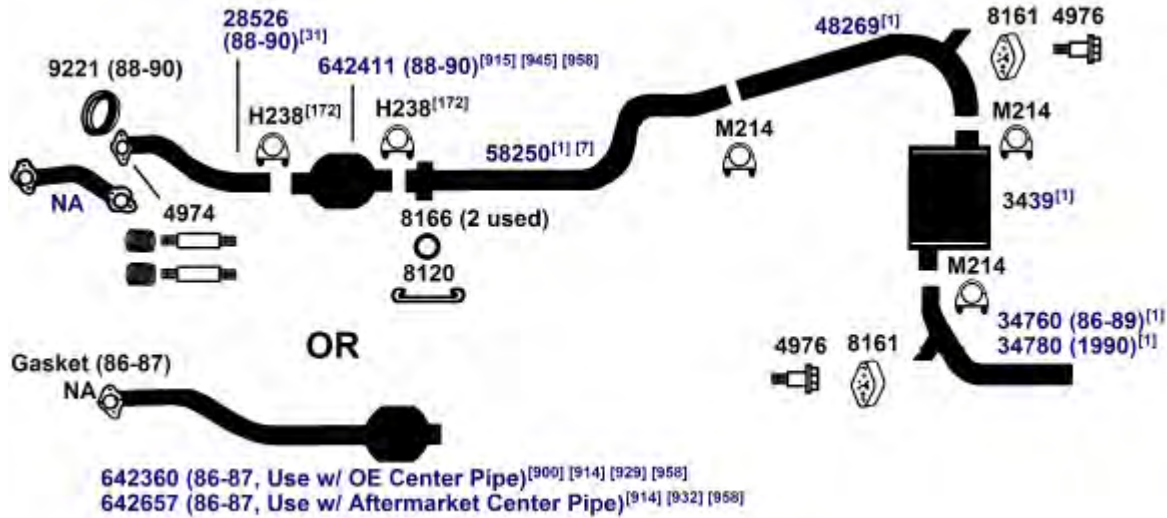 28526
(88-90)[31]
48269[1]
8161 4976
9221 (88-90)
642411 (88-90)[915] [945] [958]
H238[172]
H238[172]
M214
M214
58250[1] [7]
NA
4974
8166 (2 used)
3439[1]
8120
M214
34760 (86-89)[1]
34780 (1990)[1]
OR
4976 8161
Gasket (86-87)
NA
642360 (86-87, Use w/ OE Center Pipe)[900] [914] [929] [958]
642657 (86-87, Use w/ Aftermarket Center Pipe)[914] [932] [958]